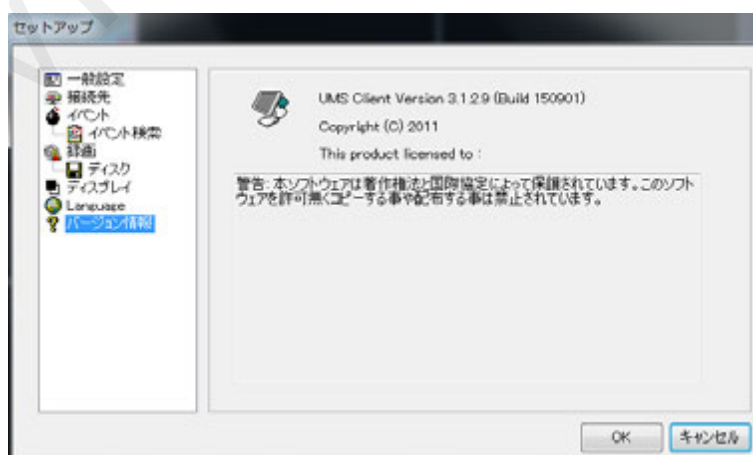 セットアップ
一般設定
接続先
イベント
イベント検索
録画
ディスク
ディスプレイ
Language
バージョン情報
UMS Client Version 3.1.2.9 (Build 150901)
Copyright (C) 2011
This product licensed to :
警告: 本ソフトウェアは著作権法と国際協定によって保護されています。このソフト
ウェアを許可無くコピーする事や配布する事は禁止されています。
OK
キャンセル